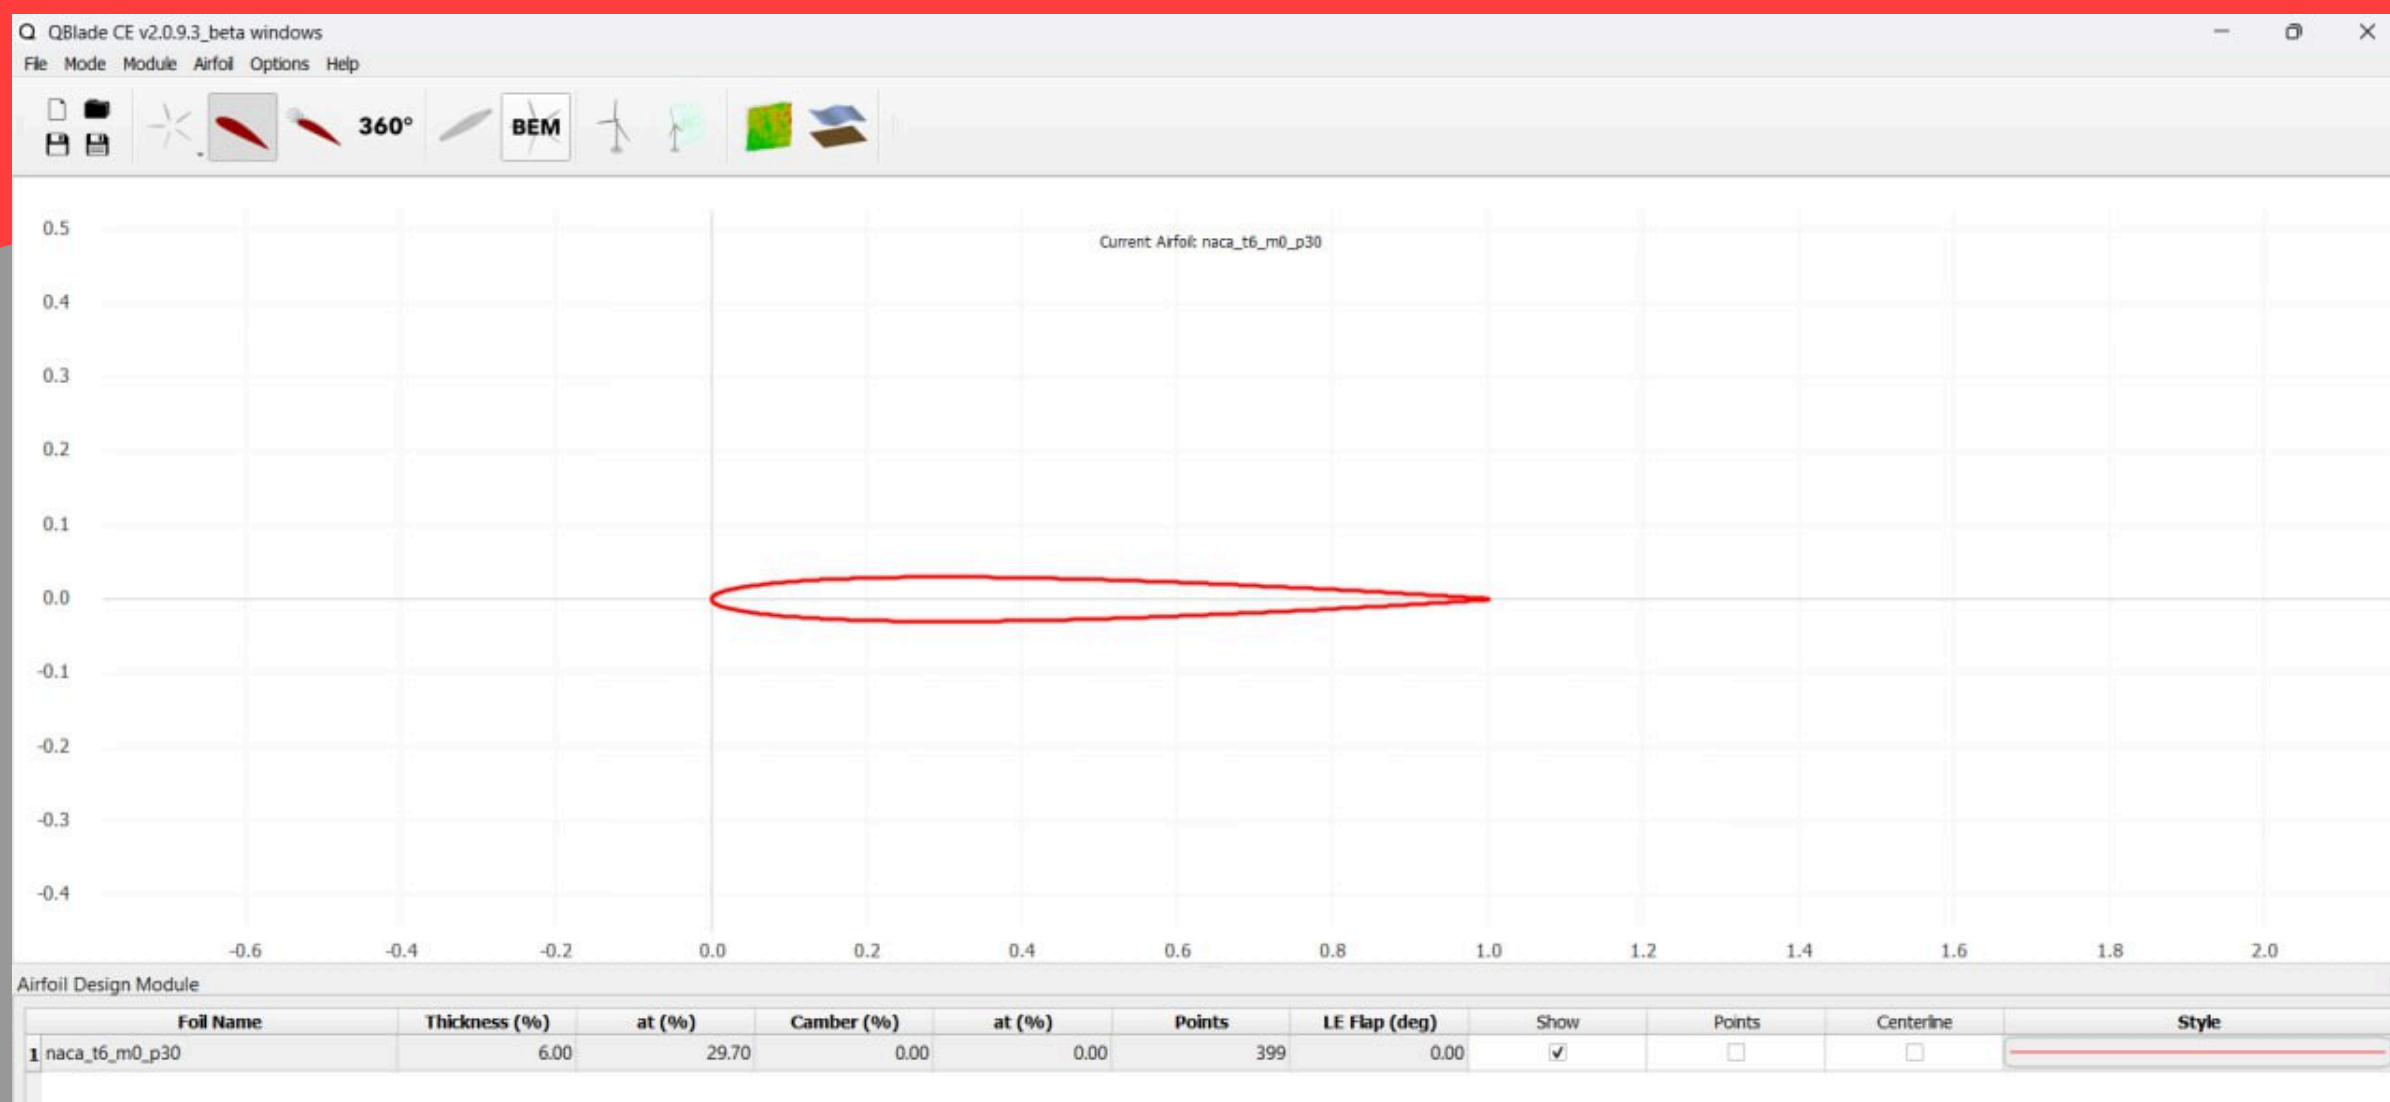 QBlade CE v2.0.9.3_beta windows
File Mode Module Airfoil Options Help
360° BEM
0.5
Current Airfoil: naca_t6_m0_p30
0.4
0.3
0.2
0.1
0.0
-0.1
-0.2
-0.3
-0.4
-0.6 -0.4 -0.2 0.0 0.2 0.4 0.6 0.8 1.0 1.2 1.4 1.6 1.8 2.0
Airfoil Design Module
Foil Name Thickness (%) at (%) Camber (%) at (%) Points LE Flap (deg) Show Points Centerline Style
1 naca_t6_m0_p30 6.00 29.70 0.00 0.00 399 0.00